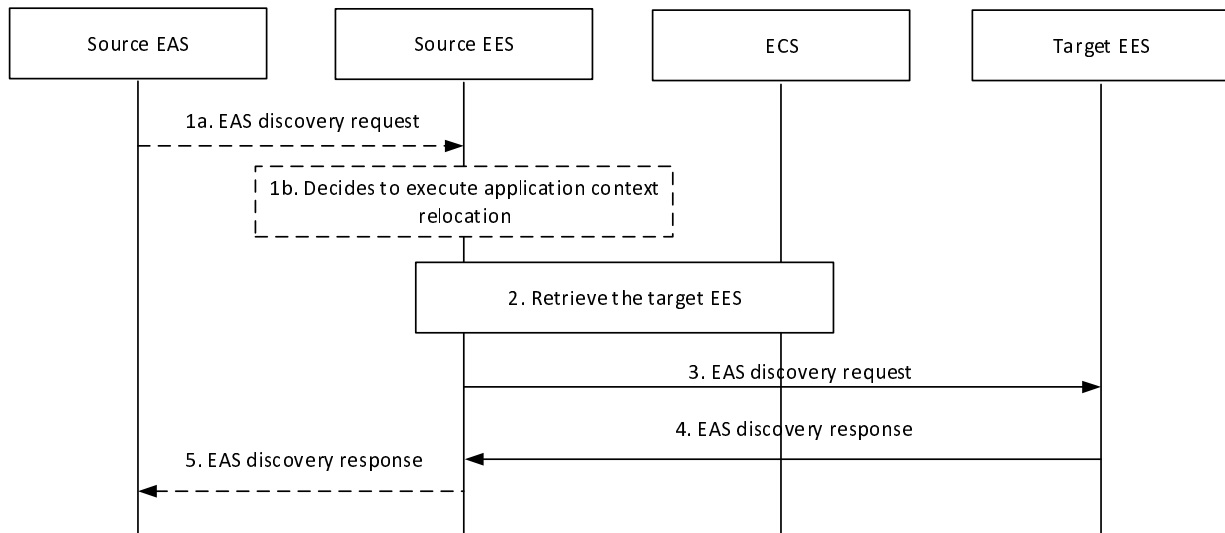 Source EAS
Source EES
ECS
Target EES
1a. EAS discovery request
1b. Decides to execute application context
relocation
2. Retrieve the target EES
3. EAS discovery request
4. EAS discovery response
5. EAS discovery response